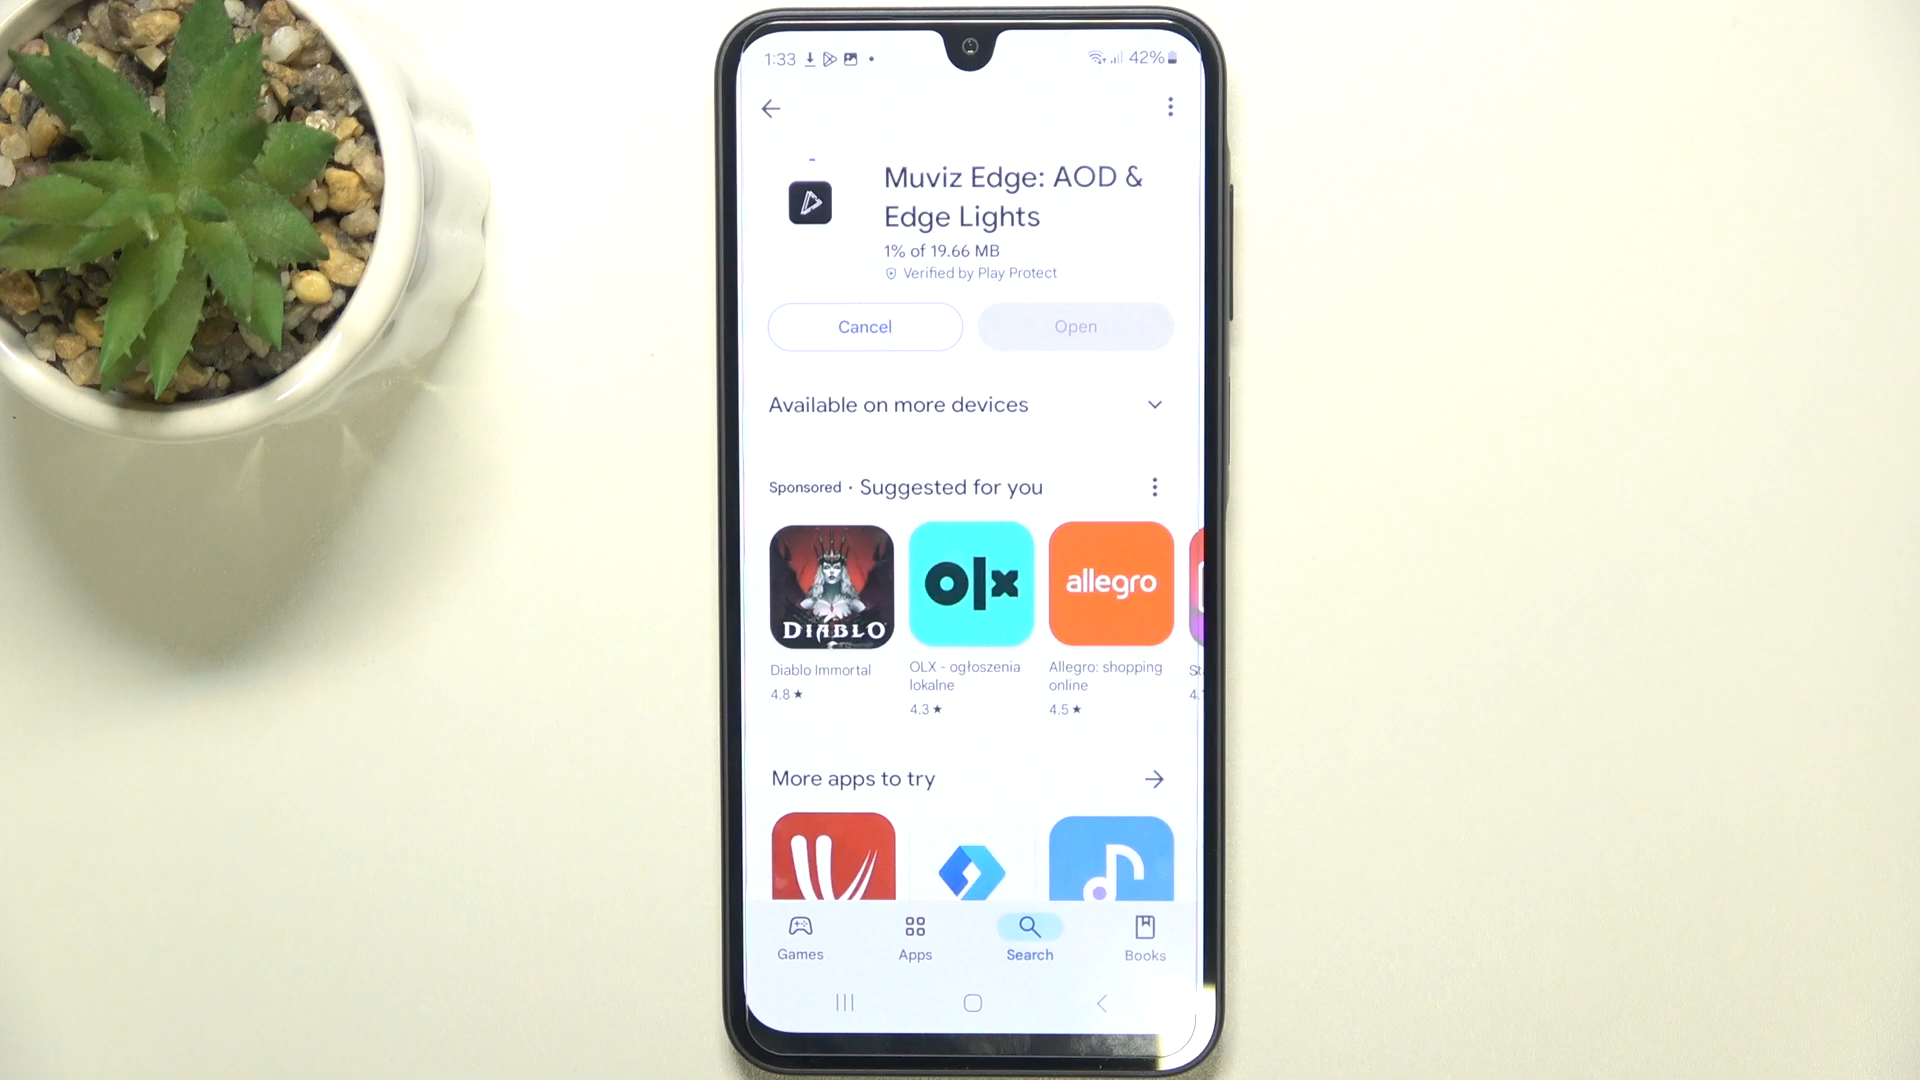 1:33
42%
Muviz Edge: AOD &
Edge Lights
1% of 19.66 MB
Verified by Play Protect
Cancel
Open
Available on more devices
Sponsored • Suggested for you
DIABLO
olx
allegro
Diablo Immortal
4.8 ★
OLX - ogłoszenia
lokalne
4.3 ★
Allegro: shopping
online
4.5 ★
More apps to try
Games
Apps
Search
Books